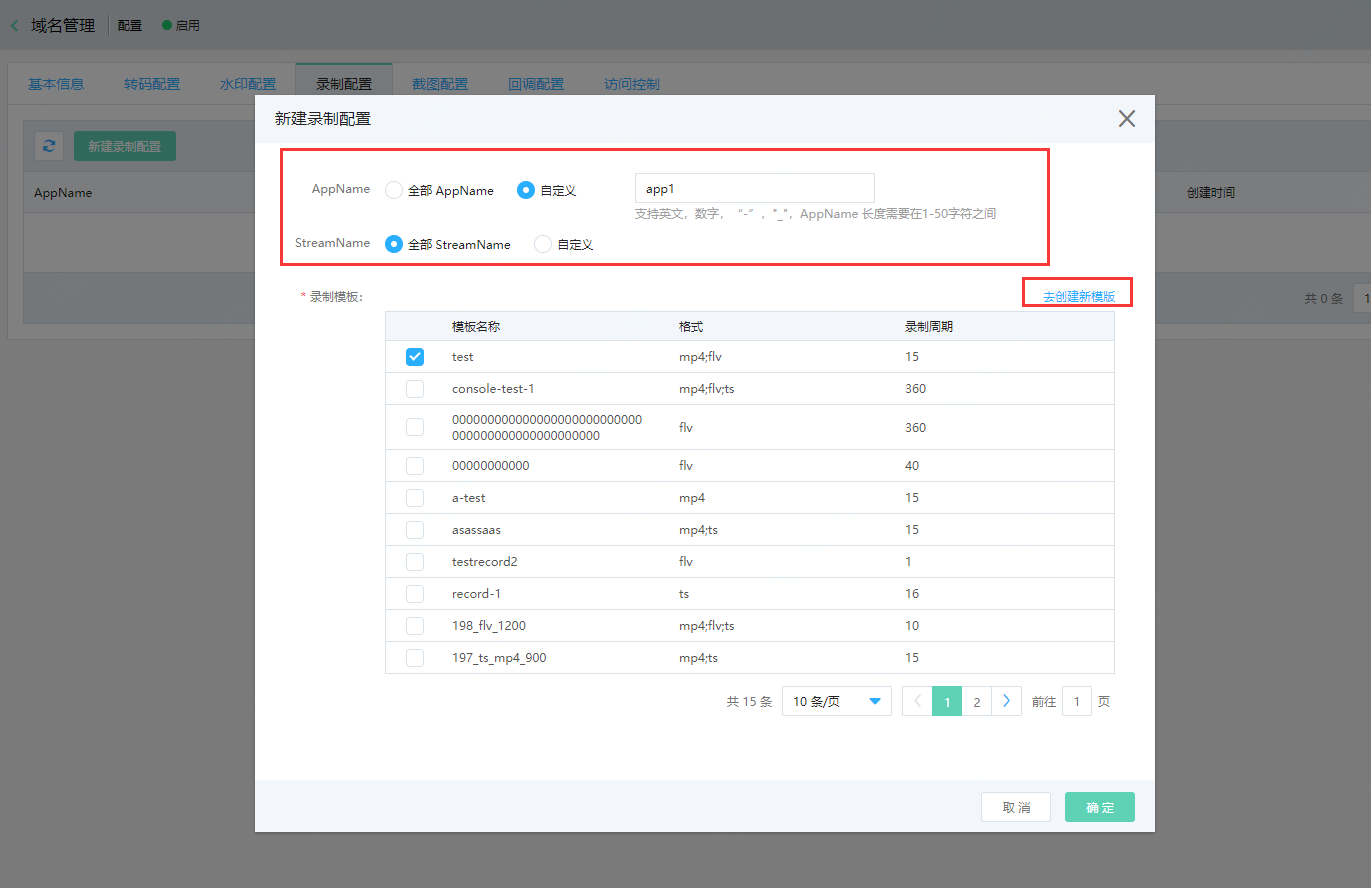 域名管理 配置 启用
基本信息 转码配置 水印配置 录制配置 截图配置 回调配置 访问控制
新建录制配置
新建录制配置
AppName 创建时间
AppName 全部 AppName 自定义 app1
支持英文，数字， “-” ，"_"，AppName 长度需要在1-50字符之间
StreamName 全部 StreamName 自定义
* 录制模板： 去创建新模版
共 0 条 1
模板名称 格式 录制周期
test mp4;flv 15
console-test-1 mp4;flv;ts 360
000000000000000000000000000
000000000000000000000 flv 360
00000000000 flv 40
a-test mp4 15
asassaas mp4;ts 15
testrecord2 flv 1
record-1 ts 16
198_flv_1200 mp4;flv;ts 10
197_ts_mp4_900 mp4;ts 15
共 15 条 10 条/页 1 2 前往 1 页
取 消 确 定